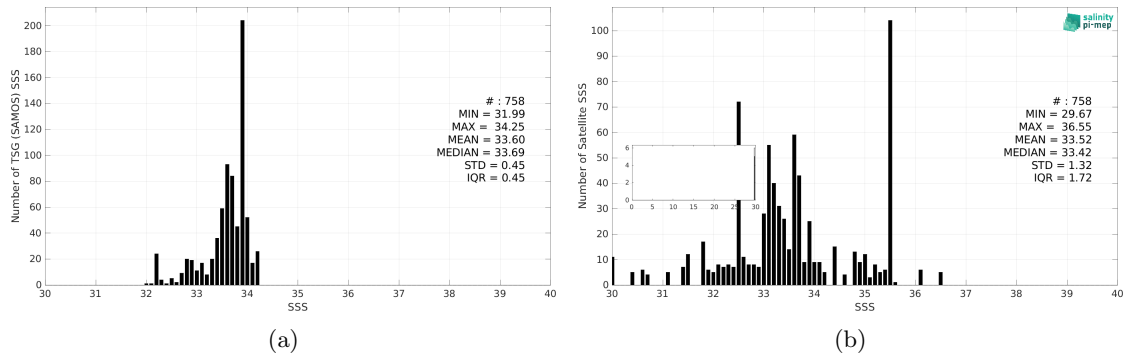 200
180
160
140
120
100
80
60
40
20
0
30 31 32 33 34 35 36 37 38 39 40
Number of TSG (SAMOS) SSS
SSS
# : 758
MIN = 31.99
MAX = 34.25
MEAN = 33.60
MEDIAN = 33.69
STD = 0.45
IQR = 0.45
(a)
salinity
pi-mep
100
90
80
70
60
50
40
30
20
10
0
30 31 32 33 34 35 36 37 38 39 40
Number of Satellite SSS
SSS
6
4
2
0
0 5 10 15 20 25 30
# : 758
MIN = 29.67
MAX = 36.55
MEAN = 33.52
MEDIAN = 33.42
STD = 1.32
IQR = 1.72
(b)